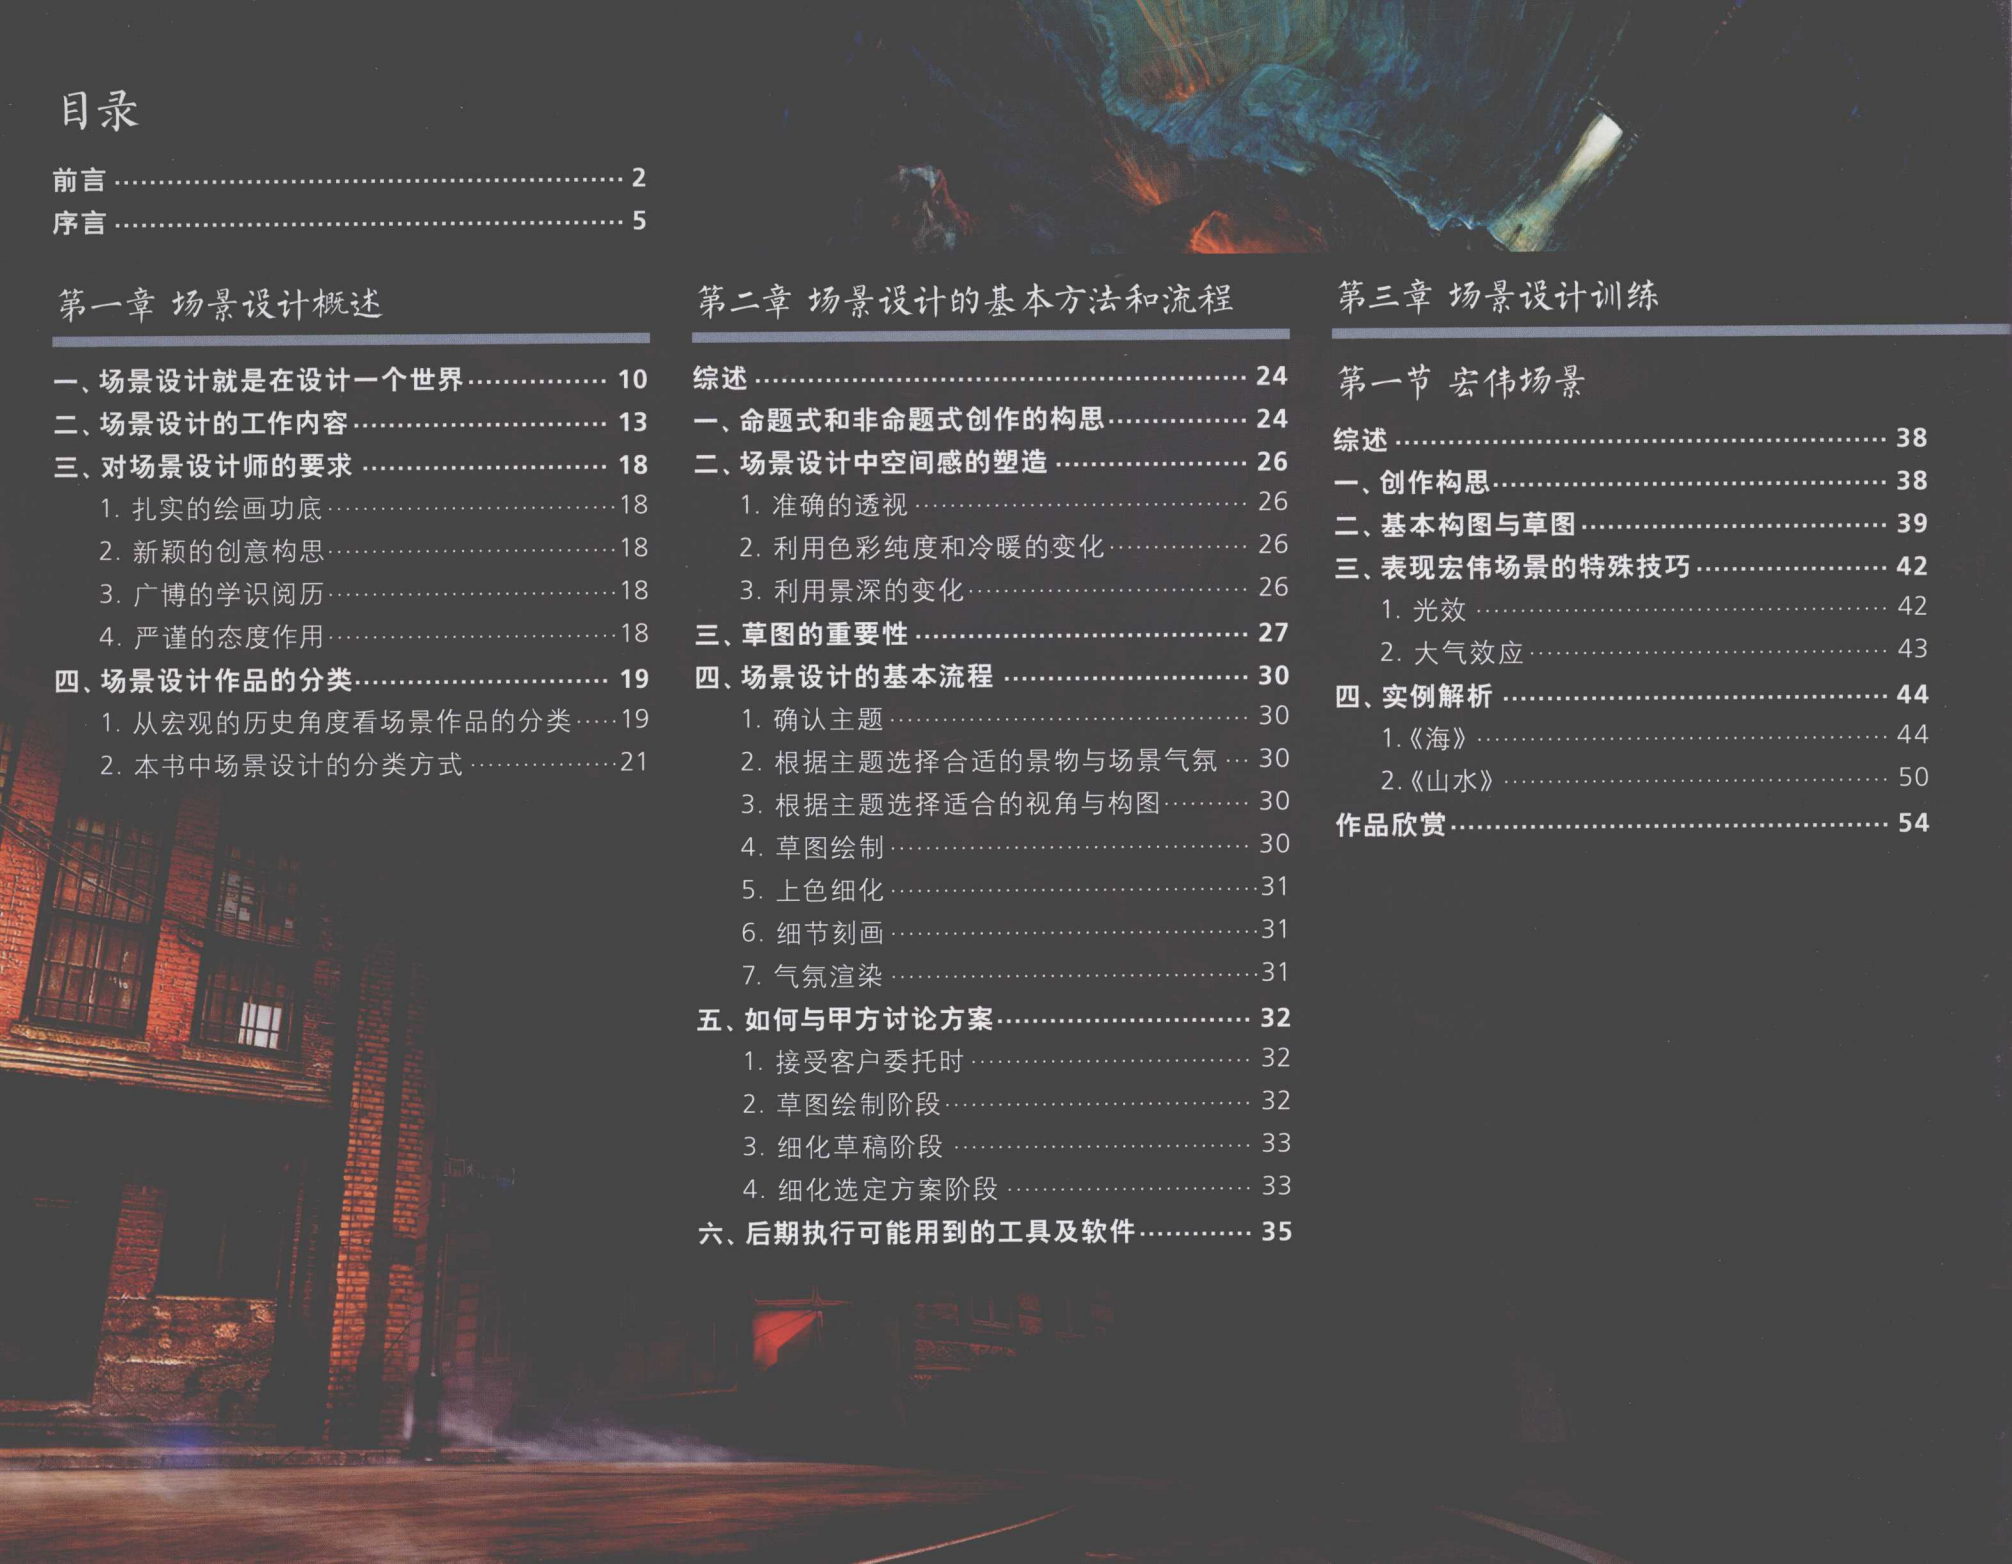 目录
前言 2
序言 5
第一章 场景设计概述
一、场景设计就是在设计一个世界 10
二、场景设计的工作内容 13
三、对场景设计师的要求 18
1. 扎实的绘画功底 18
2. 新颖的创意构思 18
3. 广博的学识阅历 18
4. 严谨的态度作用 18
四、场景设计作品的分类 19
1. 从宏观的历史角度看场景作品的分类 19
2. 本书中场景设计的分类方式 21
第二章 场景设计的基本方法和流程
综述 24
一、命题式和非命题式创作的构思 24
二、场景设计中空间感的塑造 26
1. 准确的透视 26
2. 利用色彩纯度和冷暖的变化 26
3. 利用景深的变化 26
三、草图的重要性 27
四、场景设计的基本流程 30
1. 确认主题 30
2. 根据主题选择合适的景物与场景气氛 30
3. 根据主题选择适合的视角与构图 30
4. 草图绘制 30
5. 上色细化 31
6. 细节刻画 31
7. 气氛渲染 31
五、如何与甲方讨论方案 32
1. 接受客户委托时 32
2. 草图绘制阶段 32
3. 细化草稿阶段 33
4. 细化选定方案阶段 33
六、后期执行可能用到的工具及软件 35
第三章 场景设计训练
第一节 宏伟场景
综述 38
一、创作构思 38
二、基本构图与草图 39
三、表现宏伟场景的特殊技巧 42
1. 光效 42
2. 大气效应 43
四、实例解析 44
1.《海》 44
2.《山水》 50
作品欣赏 54